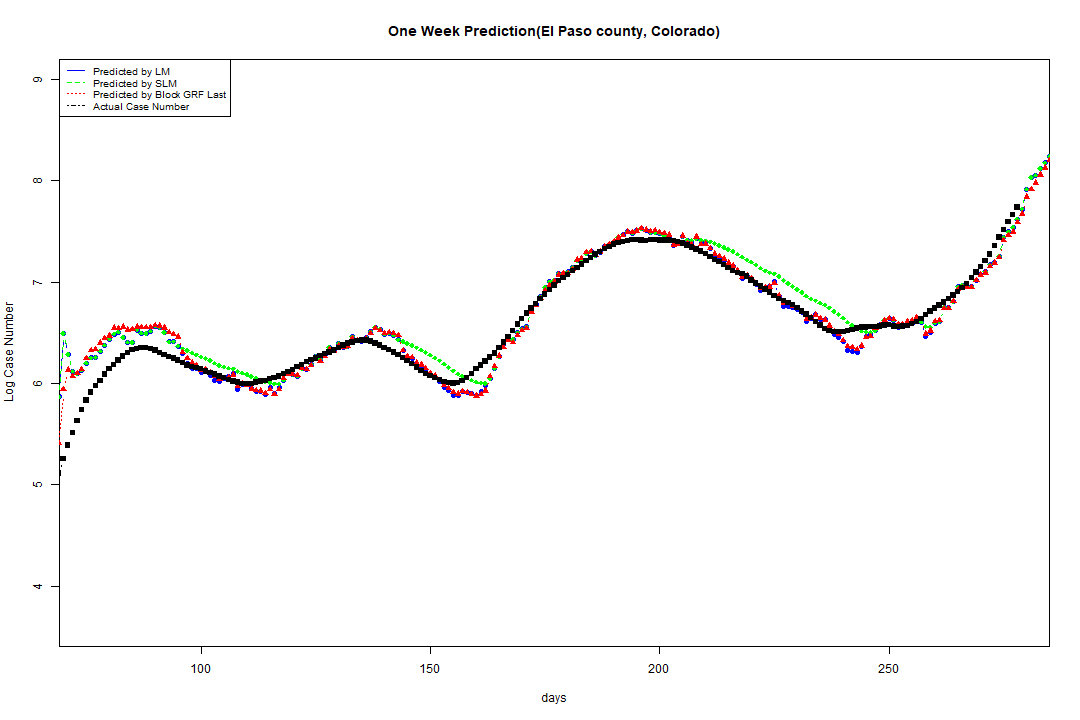 One Week Prediction(El Paso county, Colorado)
Predicted by LM
Predicted by SLM
Predicted by Block GRF Last
Actual Case Number
9
8
7
6
5
4
Log Case Number
100 150 200 250
days